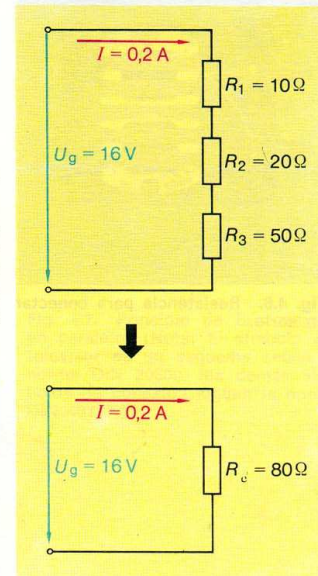 I = 0,2 A
R₁ = 10 Ω
Ug = 16 V
R₂ = 20 Ω
R₃ = 50 Ω
I = 0,2 A
Ug = 16 V
Re = 80 Ω